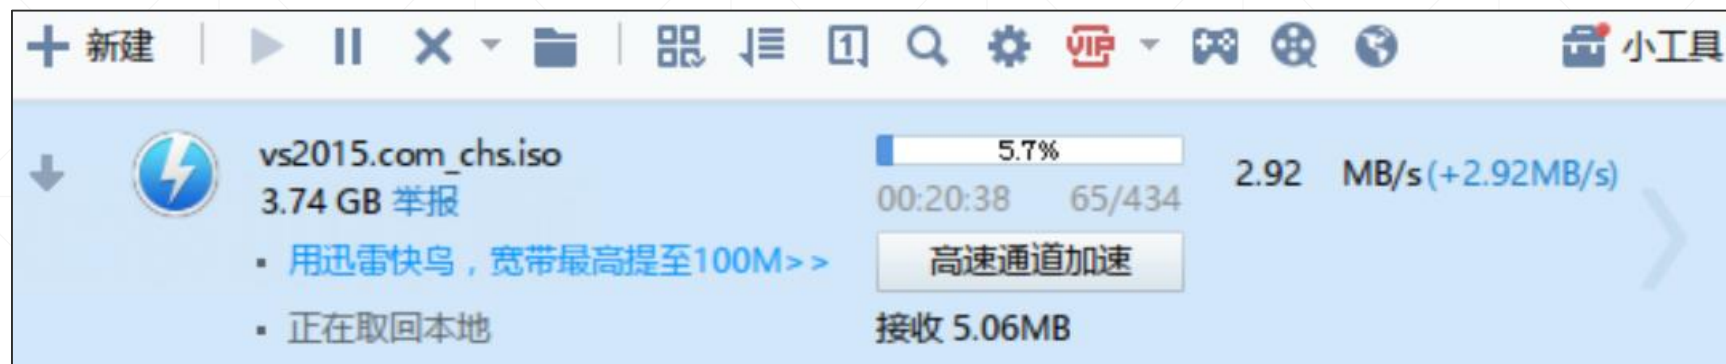 新建 1 VIP 小工具
vs2015.com_chs.iso 5.7% 2.92 MB/s(+2.92MB/s)
3.74 GB 举报 00:20:38 65/434
用迅雷快鸟，宽带最高提至100M>> 高速通道加速
正在取回本地 接收 5.06MB